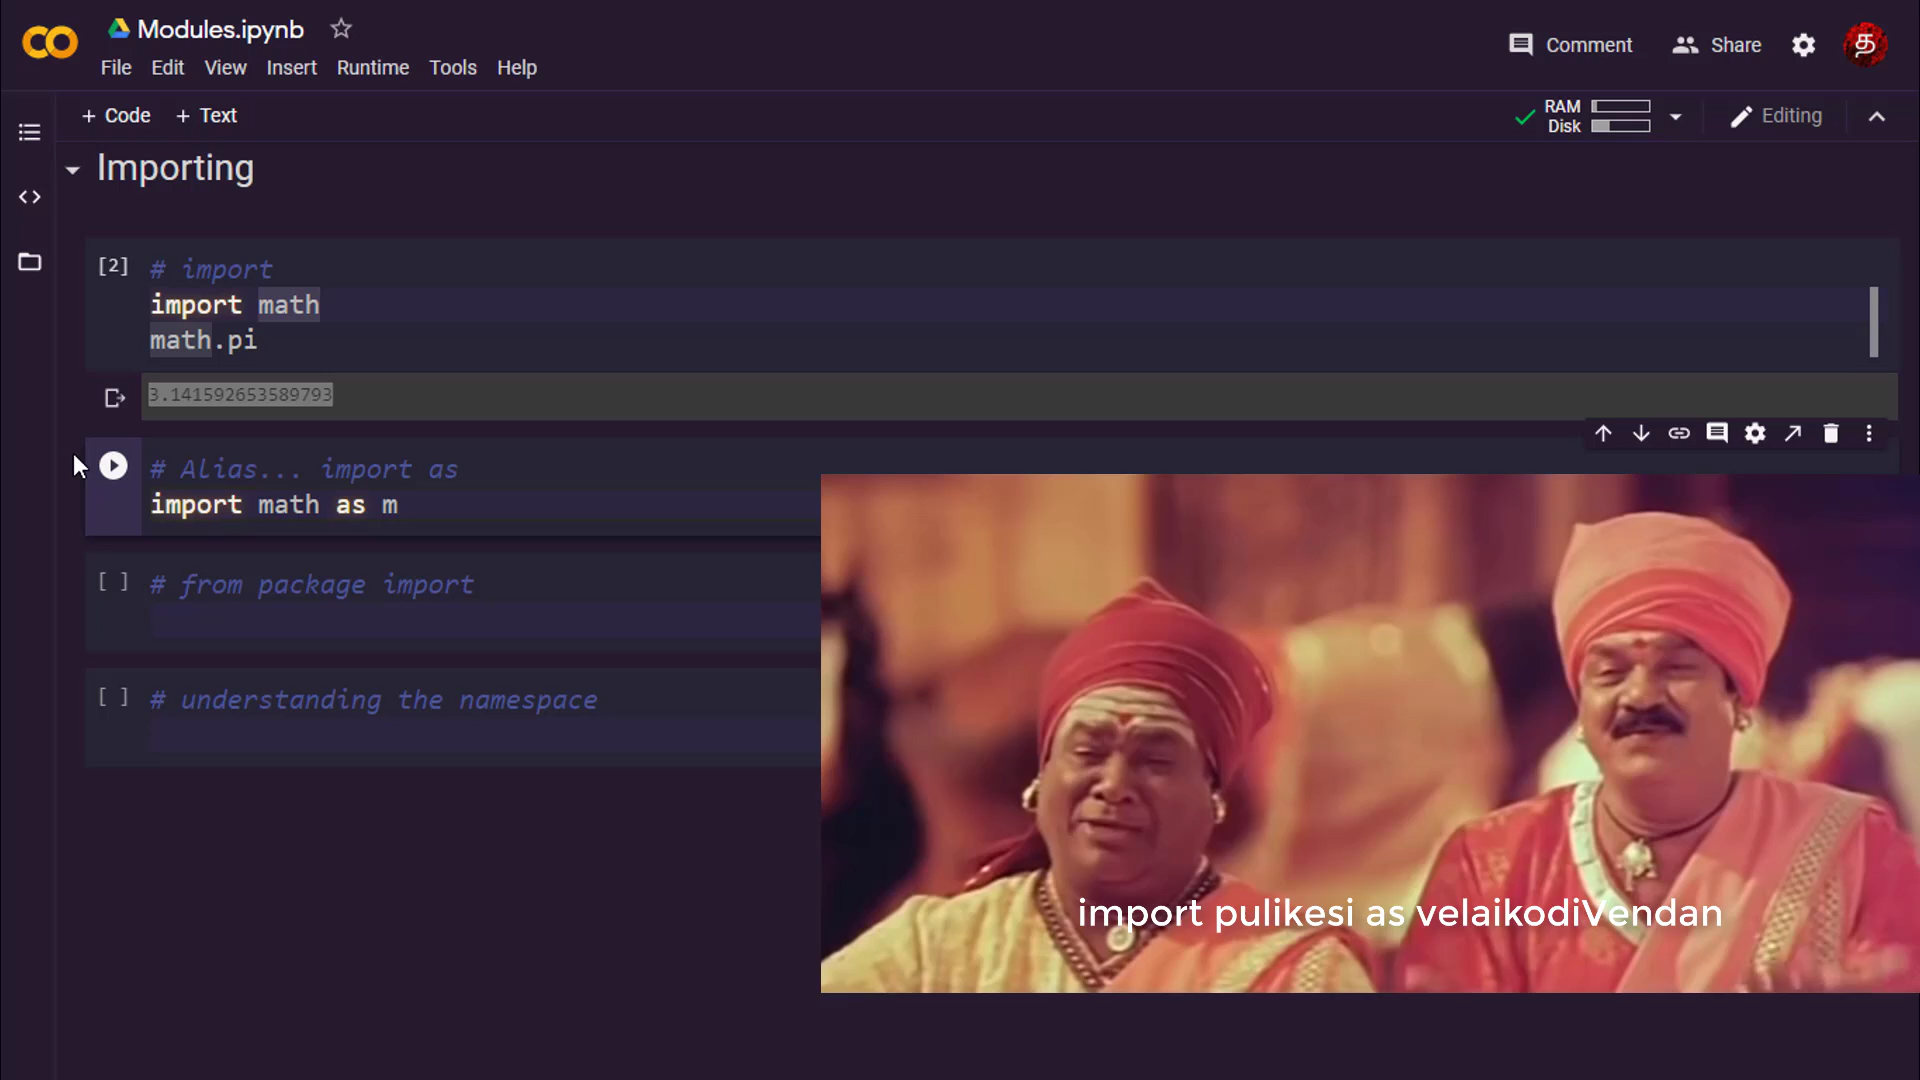 Modules.ipynb
File Edit View Insert Runtime Tools Help
Comment Share
த
+ Code + Text
RAM
Disk
Editing
Importing
[2] # import
import math
math.pi
3.141592653589793
# Alias... import as
import math as m
[ ] # from package import
[ ] # understanding the namespace
import pulikesi as velaikodiVendan